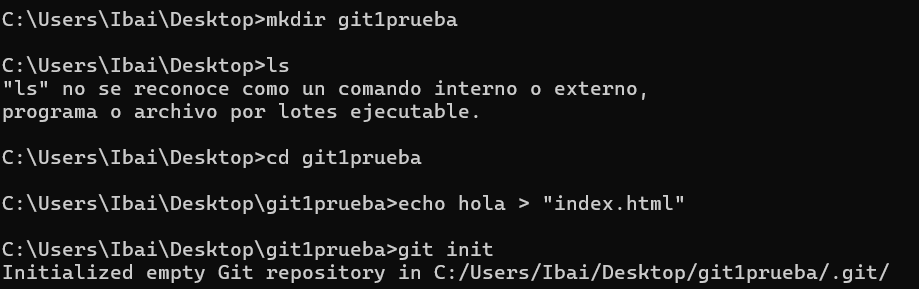 C:\Users\Ibai\Desktop>mkdir git1prueba
C:\Users\Ibai\Desktop>ls
"ls" no se reconoce como un comando interno o externo,
programa o archivo por lotes ejecutable.
C:\Users\Ibai\Desktop>cd git1prueba
C:\Users\Ibai\Desktop\git1prueba>echo hola > "index.html"
C:\Users\Ibai\Desktop\git1prueba>git init
Initialized empty Git repository in C:/Users/Ibai/Desktop/git1prueba/.git/